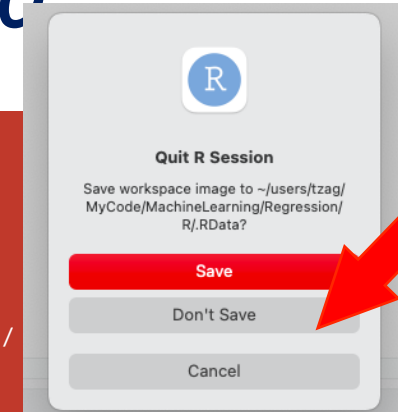 R
Quit R Session
Save workspace image to ~/users/tzag/
MyCode/MachineLearning/Regression/
R/.RData?
Save
Don't Save
/
Cancel